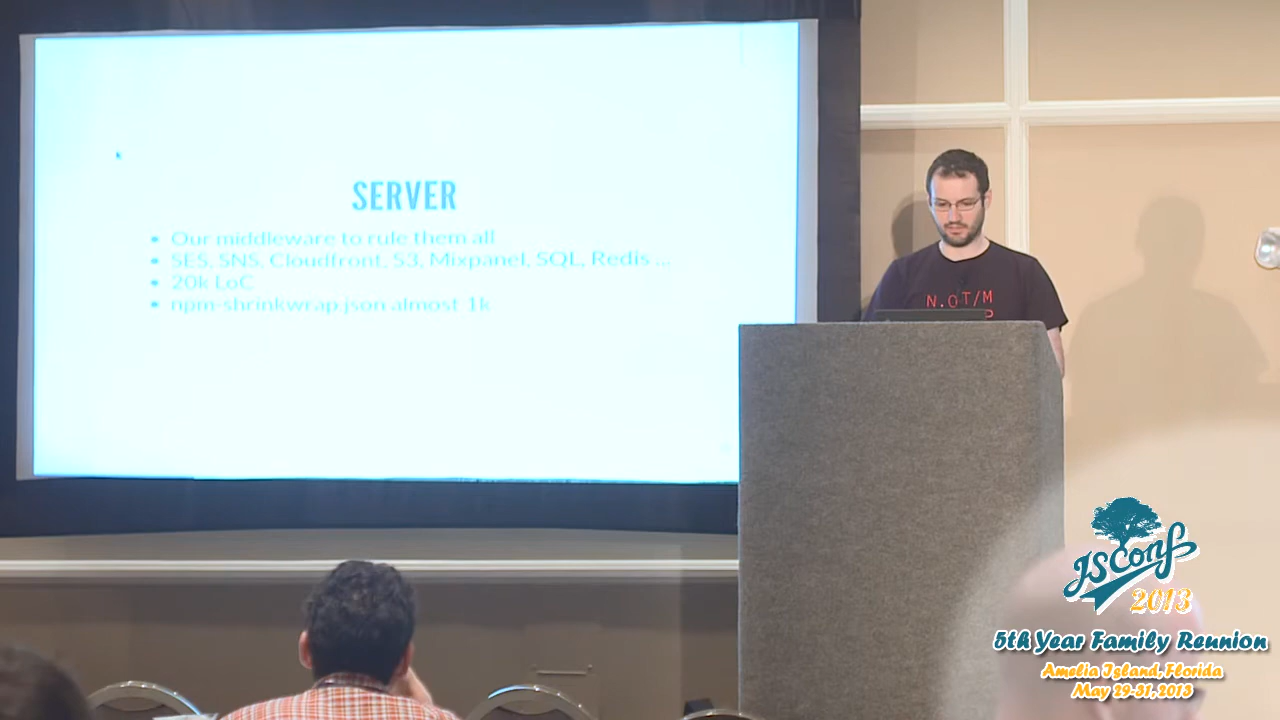 SERVER
Our middleware to rule them all
SES, SNS, Cloudfront, S3, Mixpanel, SQL, Redis ...
20k LoC
npm-shrinkwrap.json almost 1k
N.OT/M
JSConf
2013
5th Year Family Reunion
Amelia Island, Florida
May 29-31, 2013